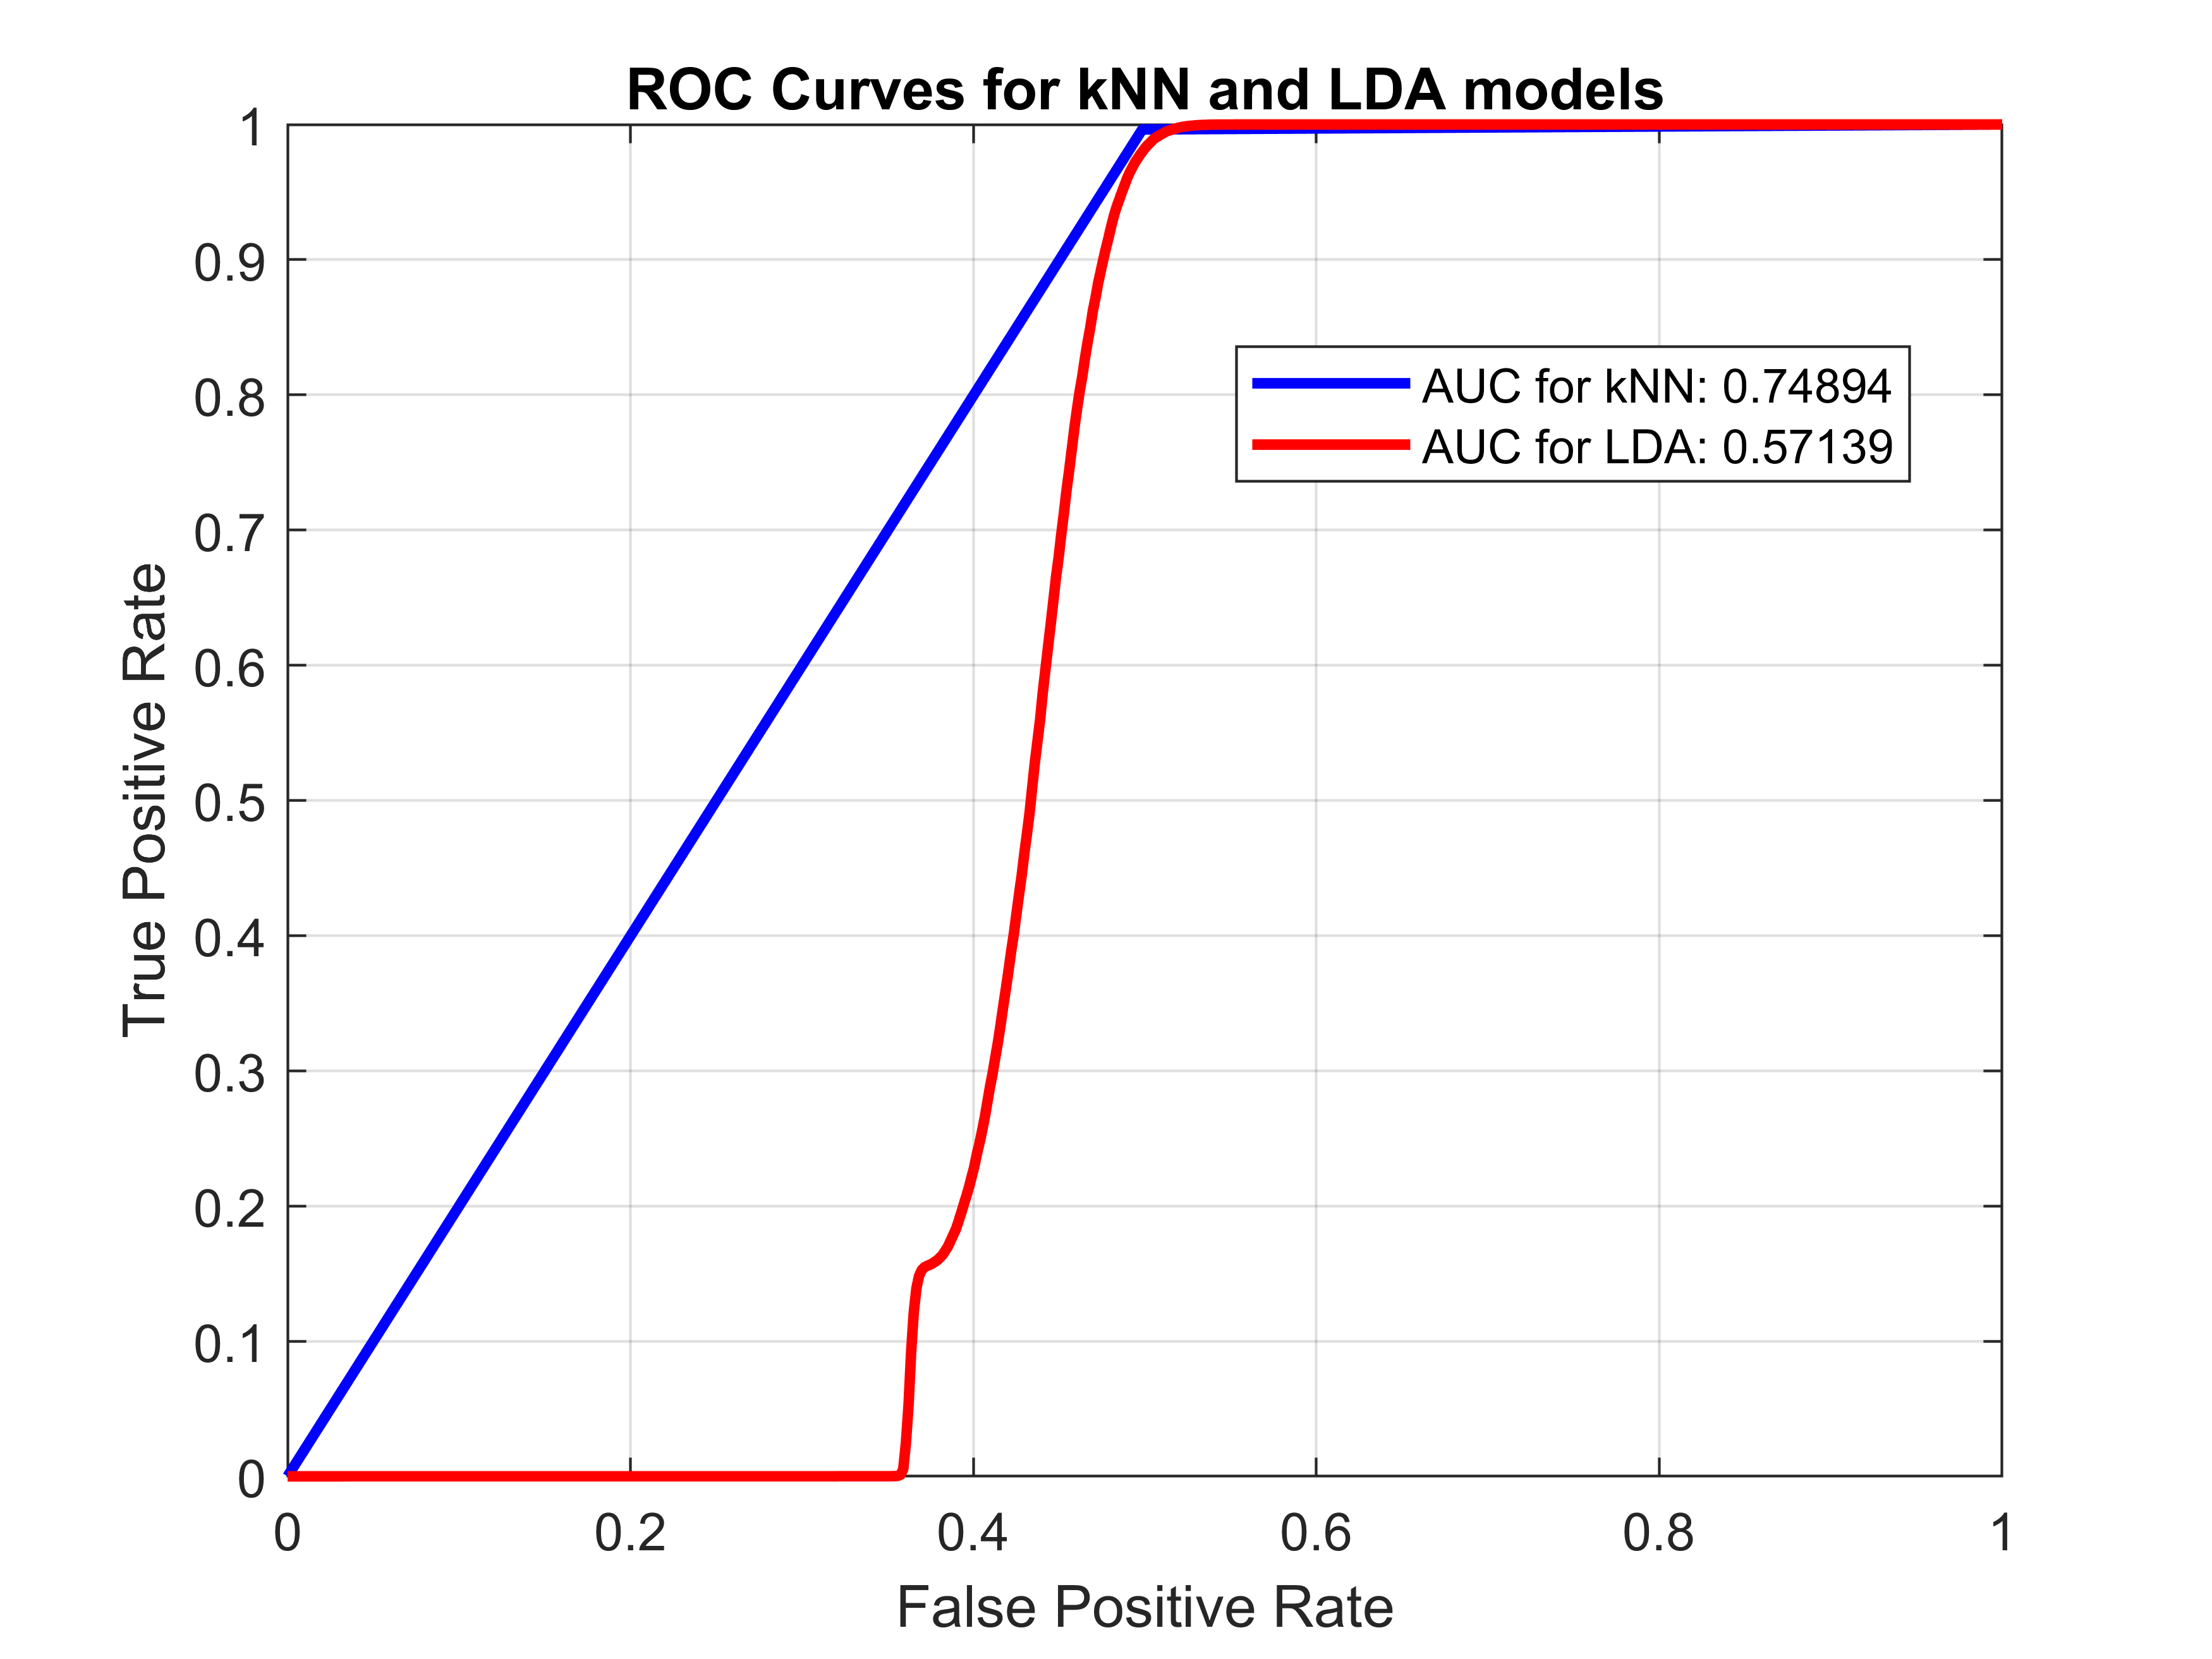 ROC Curves for kNN and LDA models
1
0.9
0.8
0.7
0.6
0.5
0.4
0.3
0.2
0.1
0
True Positive Rate
AUC for kNN: 0.74894
AUC for LDA: 0.57139
0 0.2 0.4 0.6 0.8 1
False Positive Rate